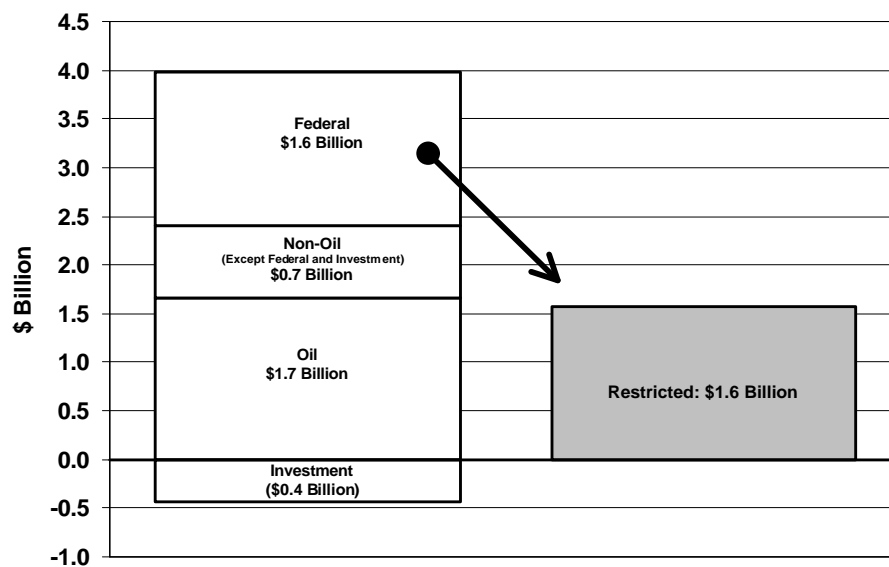 4.5
4.0
3.5
3.0
2.5
2.0
1.5
1.0
0.5
0.0
-0.5
-1.0
$ Billion
Federal
$1.6 Billion
Non-Oil
(Except Federal and Investment)
$0.7 Billion
Oil
$1.7 Billion
Investment
($0.4 Billion)
Restricted: $1.6 Billion